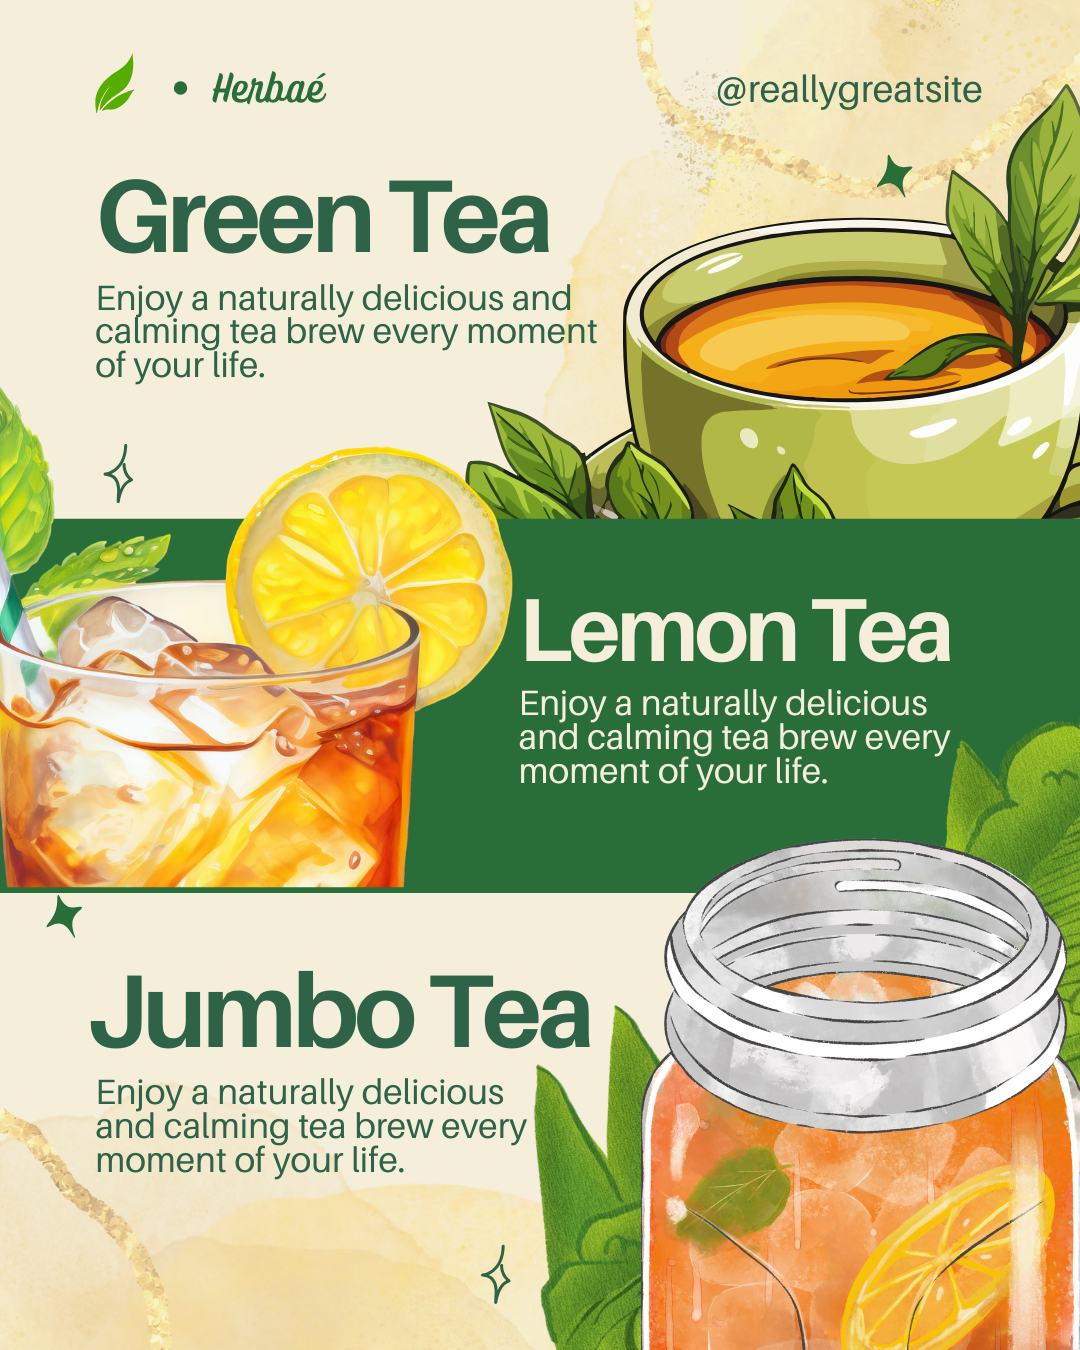 • Herbaé
@reallygreatsite
Green Tea
Enjoy a naturally delicious and
calming tea brew every moment
of your life.
Lemon Tea
Enjoy a naturally delicious
and calming tea brew every
moment of your life.
Jumbo Tea
Enjoy a naturally delicious
and calming tea brew every
moment of your life.